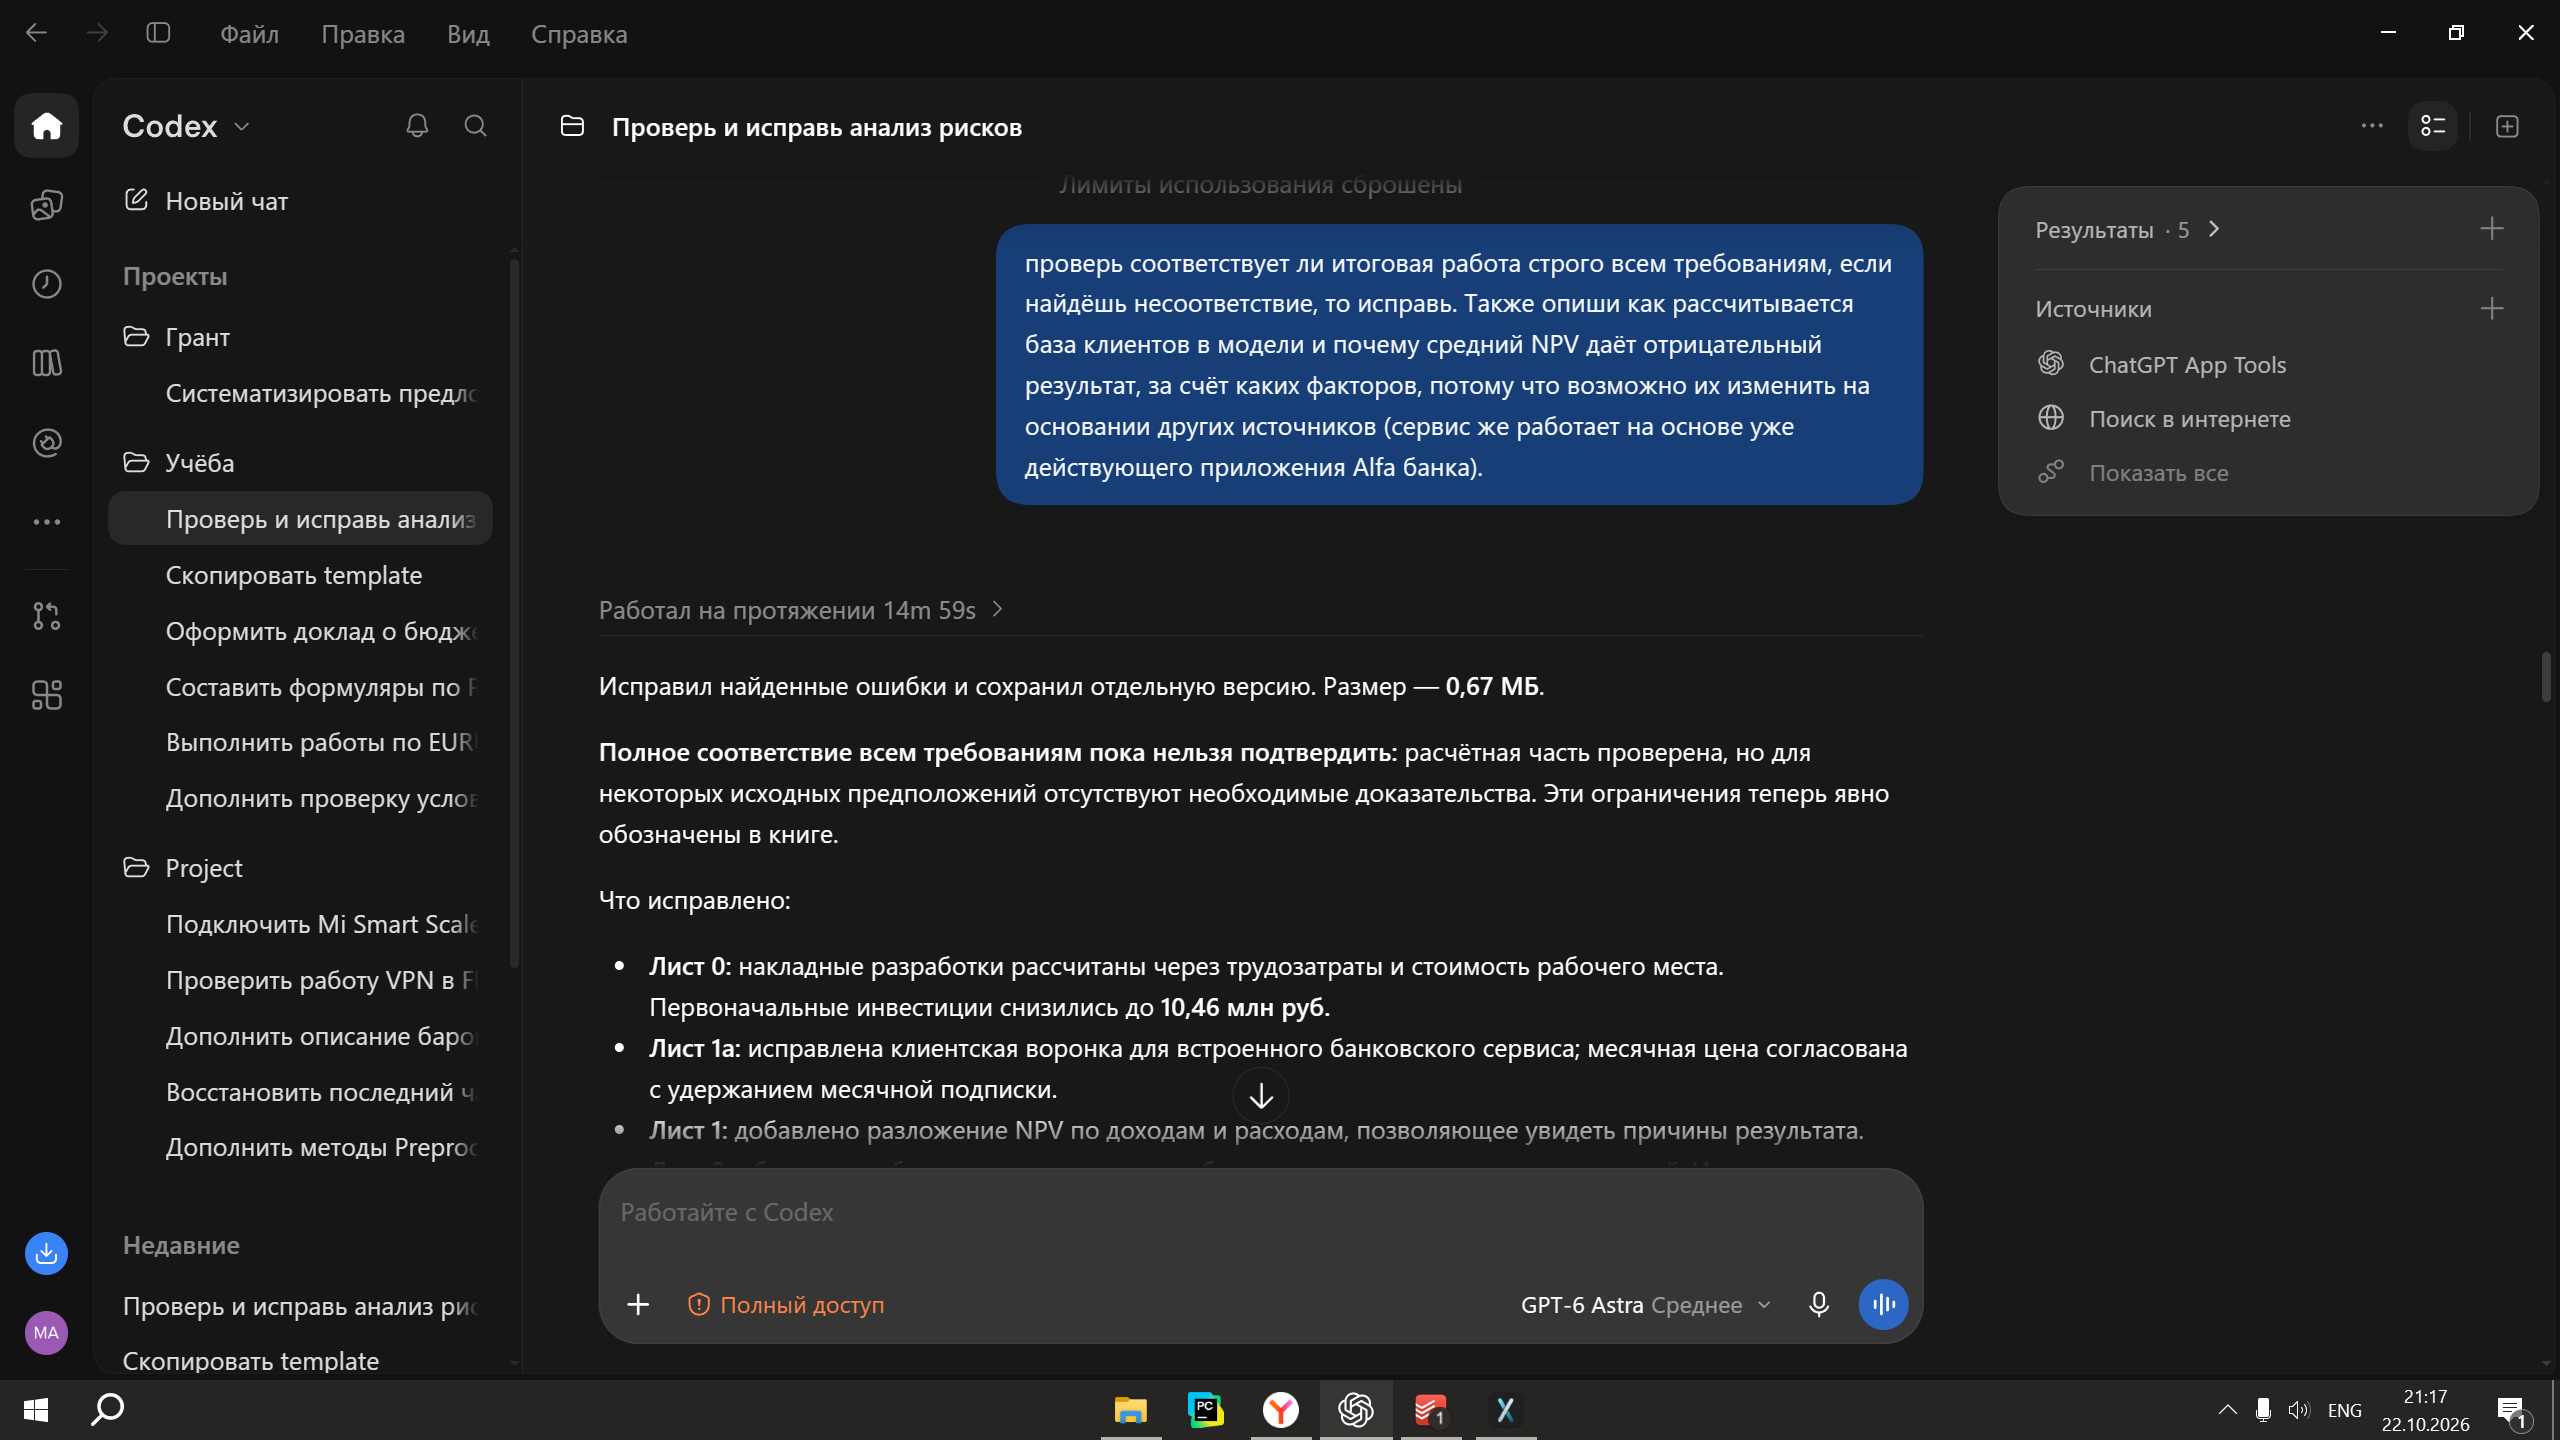 Файл Правка Вид Справка
Codex
Новый чат
Проекты
Грант
Систематизировать предло
Учёба
Проверь и исправь анализ
Скопировать template
Оформить доклад о бюдже
Составить формуляры по
Выполнить работы по EUR
Дополнить проверку услов
Project
Подключить Mi Smart Scale
Проверить работу VPN в
Дополнить описание баро
Восстановить последний ч
Дополнить методы Preproc
Недавние
Проверь и исправь анализ рис
Скопировать template
MA
Проверь и исправь анализ рисков
Лимиты использования сброшены
проверь соответствует ли итоговая работа строго всем требованиям, если
найдёшь несоответствие, то исправь. Также опиши как рассчитывается
база клиентов в модели и почему средний NPV даёт отрицательный
результат, за счёт каких факторов, потому что возможно их изменить на
основании других источников (сервис же работает на основе уже
действующего приложения Alfa банка).
Работал на протяжении 14m 59s
Исправил найденные ошибки и сохранил отдельную версию. Размер — 0,67 МБ.
Полное соответствие всем требованиям пока нельзя подтвердить: расчётная часть проверена, но для
некоторых исходных предположений отсутствуют необходимые доказательства. Эти ограничения теперь явно
обозначены в книге.
Что исправлено:
• Лист 0: накладные разработки рассчитаны через трудозатраты и стоимость рабочего места.
Первоначальные инвестиции снизились до 10,46 млн руб.
• Лист 1a: исправлена клиентская воронка для встроенного банковского сервиса; месячная цена согласована
с удержанием месячной подписки.
• Лист 1: добавлено разложение NPV по доходам и расходам, позволяющее увидеть причины результата.
Работайте с Codex
Полный доступ
GPT-6 Astra Среднее
Результаты · 5
Источники
ChatGPT App Tools
Поиск в интернете
Показать все
PC
1
ENG
21:17
22.10.2026
1